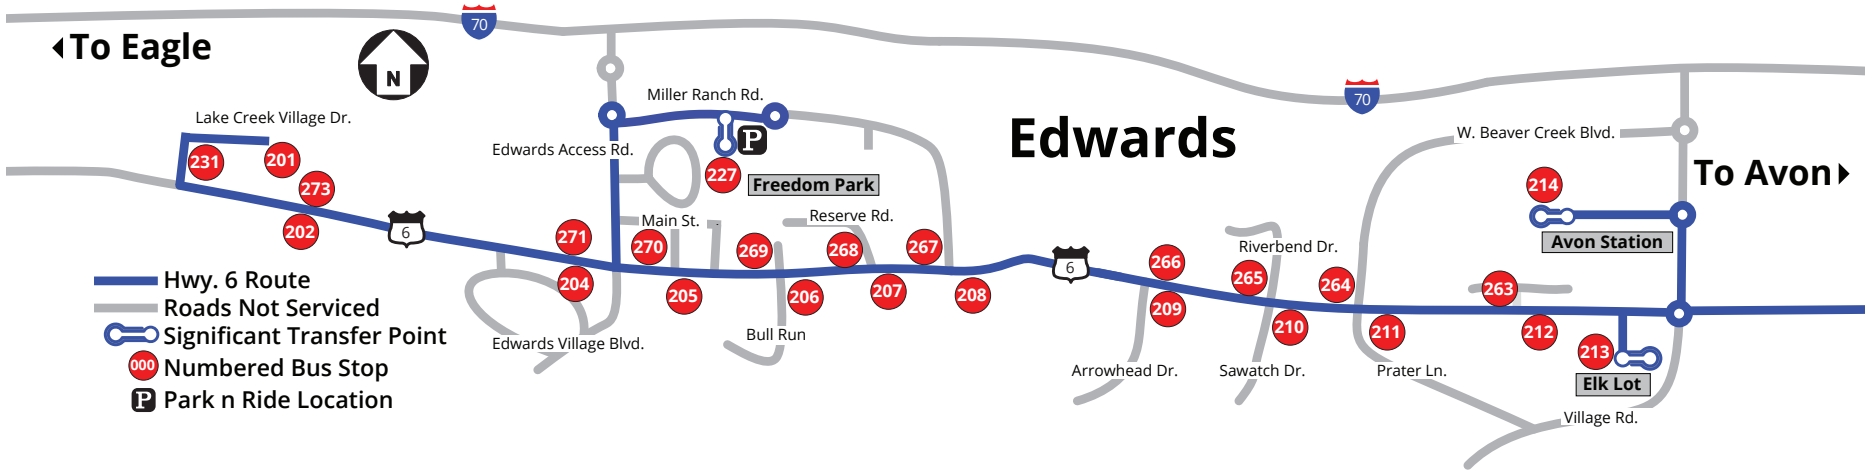 70
To Eagle
N
Miller Ranch Rd.
70
Lake Creek Village Dr.
Edwards
W. Beaver Creek Blvd.
Edwards Access Rd.
P
231
201
To Avon
273
227
Freedom Park
214
202
6
Main St.
Reserve Rd.
271
270
269
268
267
Avon Station
Riverbend Dr.
6
266
265
264
263
Hwy. 6 Route
204
205
206
207
208
209
Roads Not Serviced
210
211
212
Significant Transfer Point
Edwards Village Blvd.
Bull Run
213
000
Numbered Bus Stop
Arrowhead Dr.
Sawatch Dr.
Prater Ln.
Elk Lot
P
Park n Ride Location
Village Rd.